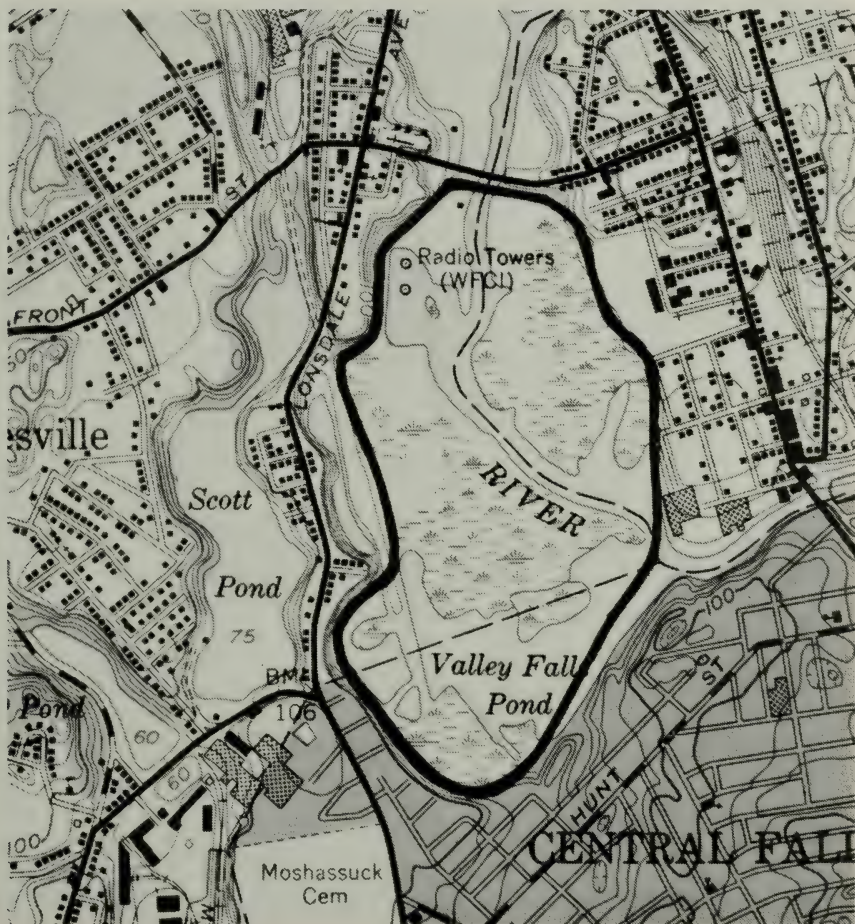 AVE
ST
Radio Towers
(WFCI)
FRONT
LONSDALE
esville
Scott
RIVER
Pond
100
75
Valley Fall
Pond
BM
106
ST
Pond
60
60
HUNT
100
CENTRAL FALL
Moshassuck
Cem